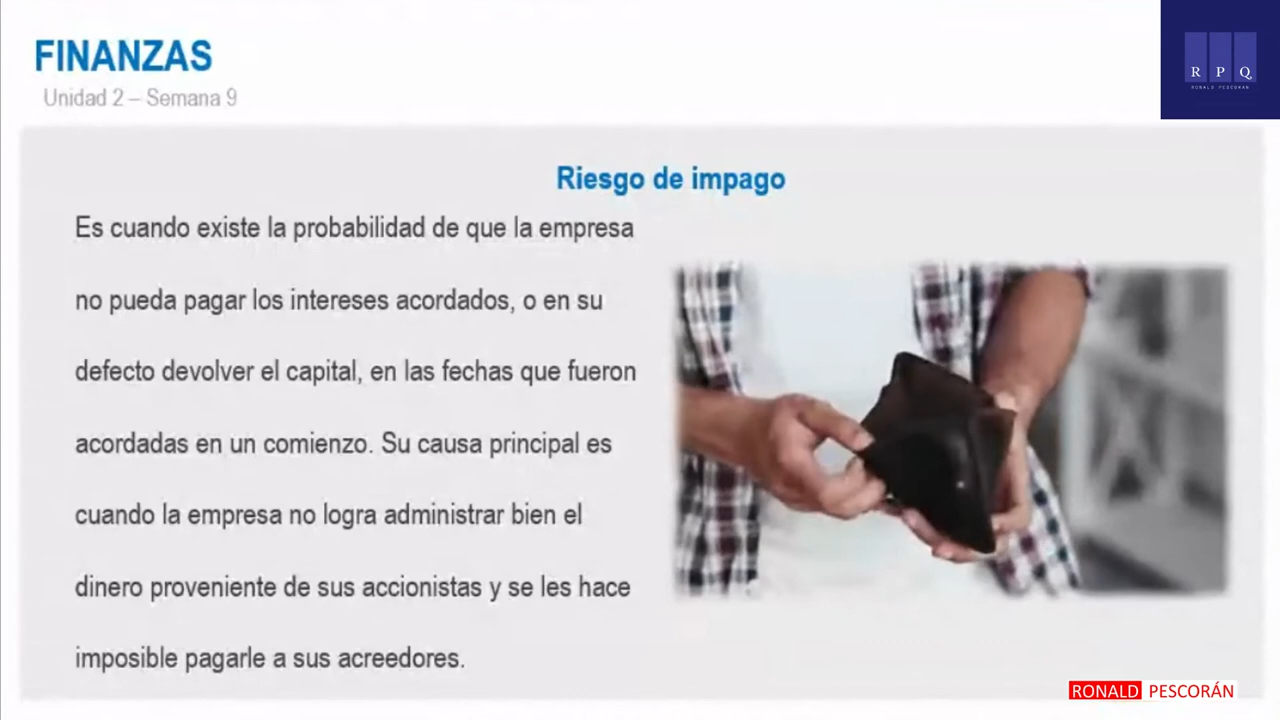 FINANZAS
Unidad 2 – Semana 9
R P Q
RONALD PESCORÁN
Riesgo de impago
Es cuando existe la probabilidad de que la empresa
no pueda pagar los intereses acordados, o en su
defecto devolver el capital, en las fechas que fueron
acordadas en un comienzo. Su causa principal es
cuando la empresa no logra administrar bien el
dinero proveniente de sus accionistas y se les hace
imposible pagarle a sus acreedores.
RONALD PESCORÁN